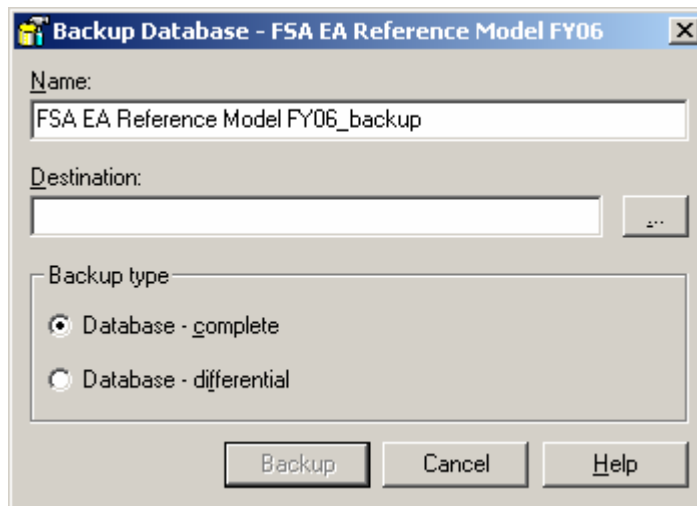 Backup Database - FSA EA Reference Model FY06
Name:
FSA EA Reference Model FY06_backup
Destination:
...
Backup type
Database - complete
Database - differential
Backup
Cancel
Help